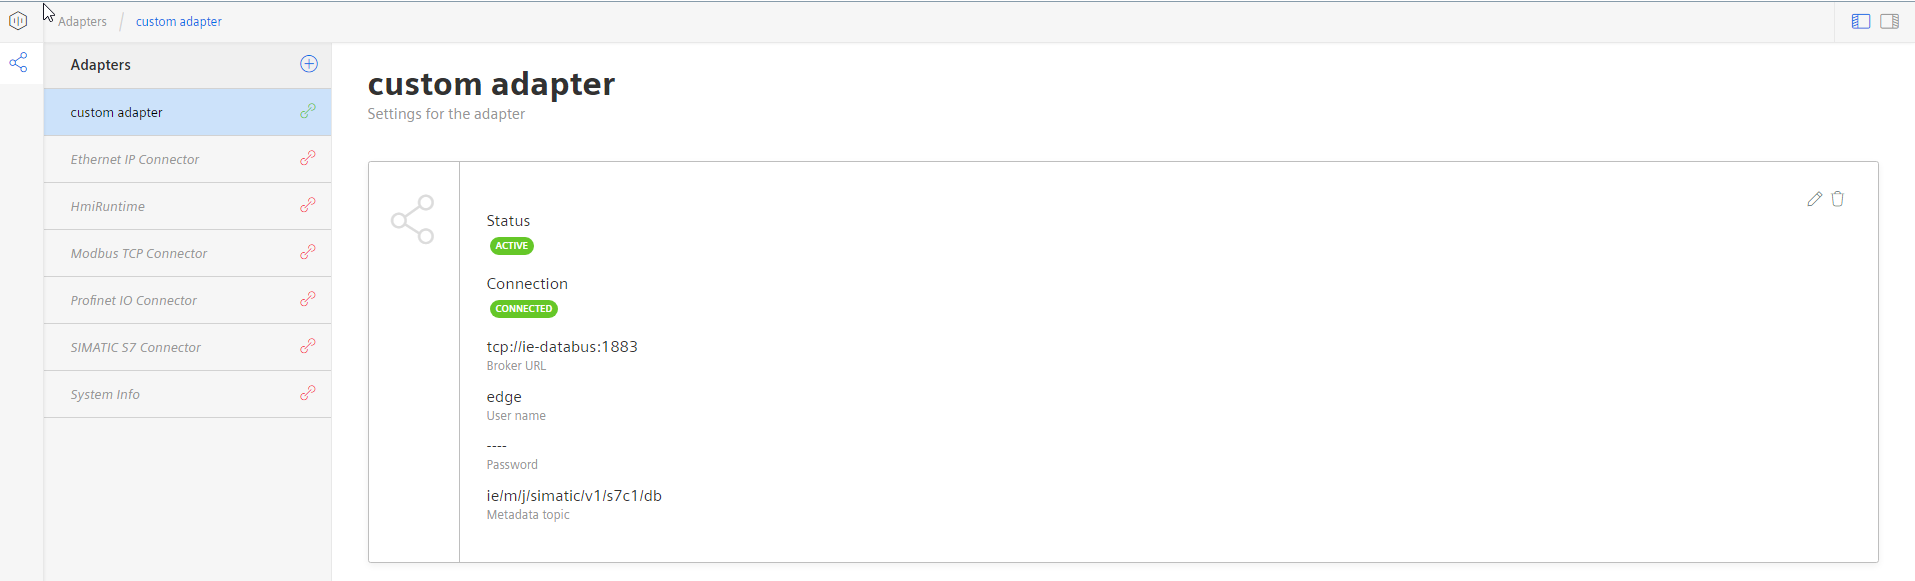 Adapters / custom adapter
Adapters
custom adapter
Ethernet IP Connector
HmiRuntime
Modbus TCP Connector
Profinet IO Connector
SIMATIC S7 Connector
System Info
custom adapter
Settings for the adapter
Status
ACTIVE
Connection
CONNECTED
tcp://ie-databus:1883
Broker URL
edge
User name
----
Password
ie/m/j/simatic/v1/s7c1/db
Metadata topic